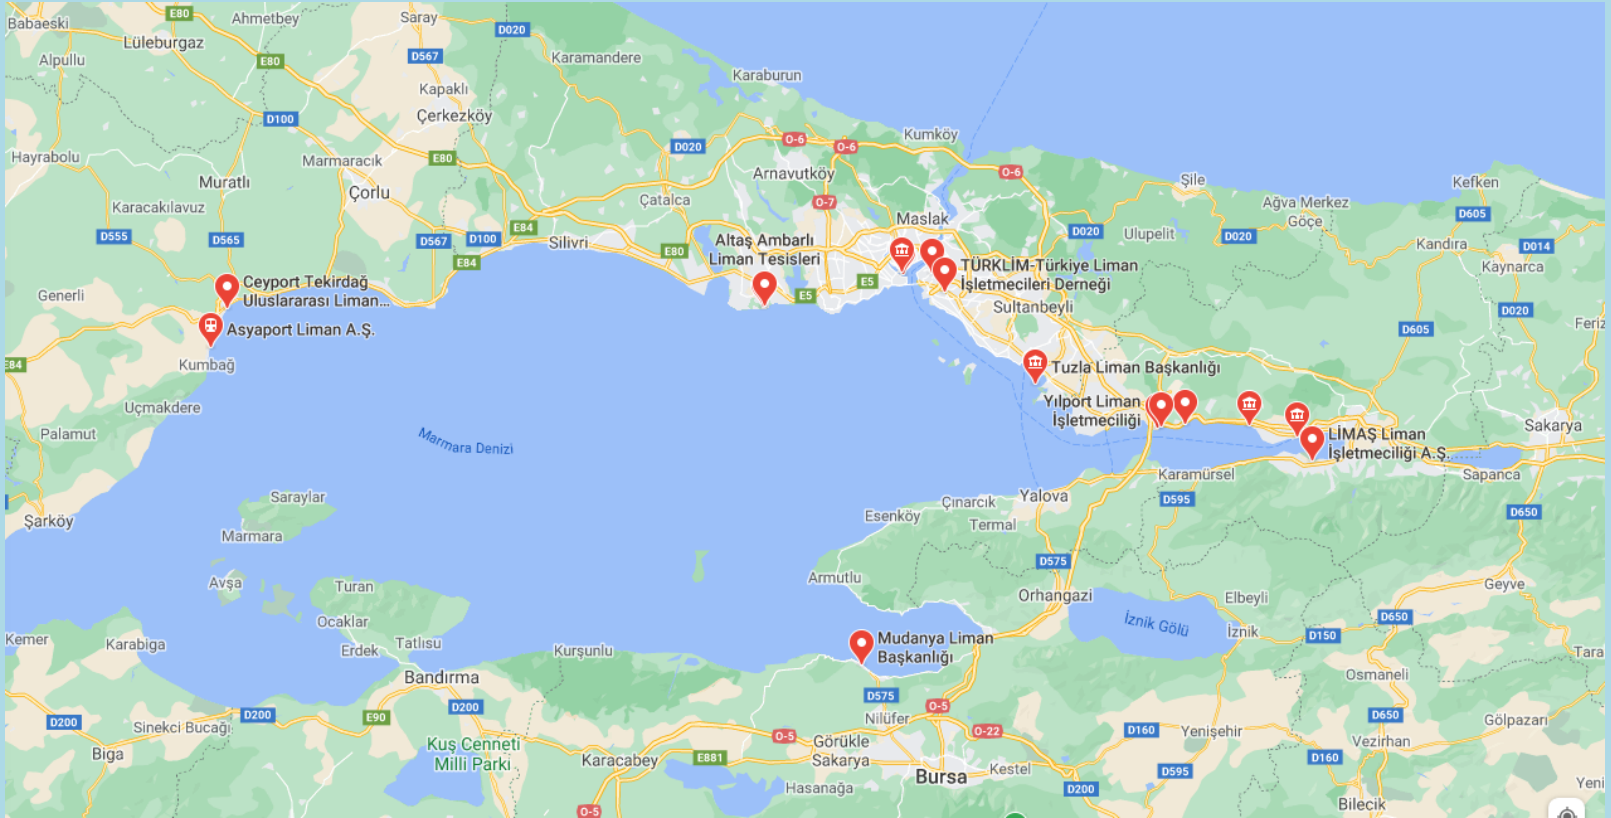 Babaeski
E80
Ahmetbey
Saray
D020
Lüleburgaz
Alpullu
E80
D567
Karamandere
Karaburun
Kapaklı
Çerkezköy
D100
Kumköy
O-6
O-6
D020
Hayrabolu
Marmaracık
E80
Arnavutköy
O-6
Muratlı
Çorlu
Şile
Kefken
Karacakılavuz
Çatalca
O-7
Maslak
Ağva Merkez
Göçe
D605
D555
D565
D567
D100
E84
Silivri
E80
Altaş Ambarlı
Liman Tesisleri
D020
Ulupelit
D020
Kandıra
D014
E84
Kaynarca
TÜRKLİM-Türkiye Liman
İşletmecileri Derneği
Ceyport Tekirdağ
Uluslararası Liman...
Generli
E5
E5
Sultanbeyli
D020
Asyaport Liman A.Ş.
D605
Feriz
E84
Kumbağ
Tuzla Liman Başkanlığı
Uçmakdere
Yılport Liman
İşletmeciliği
Palamut
Marmara Denizi
LİMAŞ Liman
İşletmeciliği A.Ş.
Sakarya
Karamürsel
Sapanca
Saraylar
Yalova
D595
Çınarcık
Esenköy
Termal
D650
Şarköy
Marmara
D575
Armutlu
Avşa
Turan
Orhangazi
Elbeyli
Geyve
Ocaklar
İznik Gölü
İznik
D650
D150
Kemer
Karabiga
Tatlısu
Erdek
Kurşunlu
Mudanya Liman
Başkanlığı
Tara
Bandırma
Osmaneli
D575
D200
D200
E90
D200
O-5
Nilüfer
D650
Gölpazarı
Sinekci Bucağı
O-22
D160
Yenişehir
Biga
Kuş Cenneti
Milli Parkı
O-5
Görükle
Sakarya
Vezirhan
Karacabey
E881
D160
Bursa
Kestel
D595
Yeni
Hasanağa
D200
Bilecik
O-5